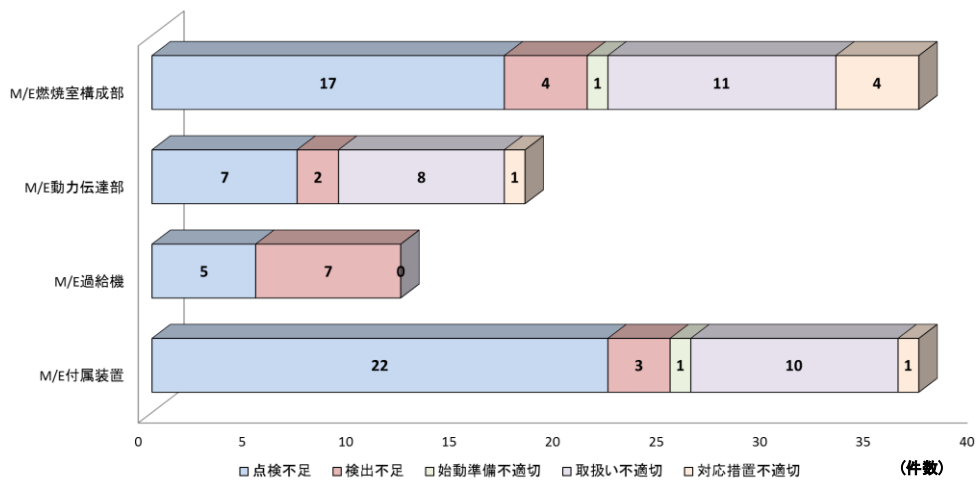 M/E燃焼室構成部 17 4 1 11 4
M/E動力伝達部 7 2 8 1
M/E過給機 5 7 0
M/E付属装置 22 3 1 10 1
0 5 10 15 20 25 30 35 40
点検不足 検出不足 始動準備不適切 取扱い不適切 対応措置不適切 (件数)